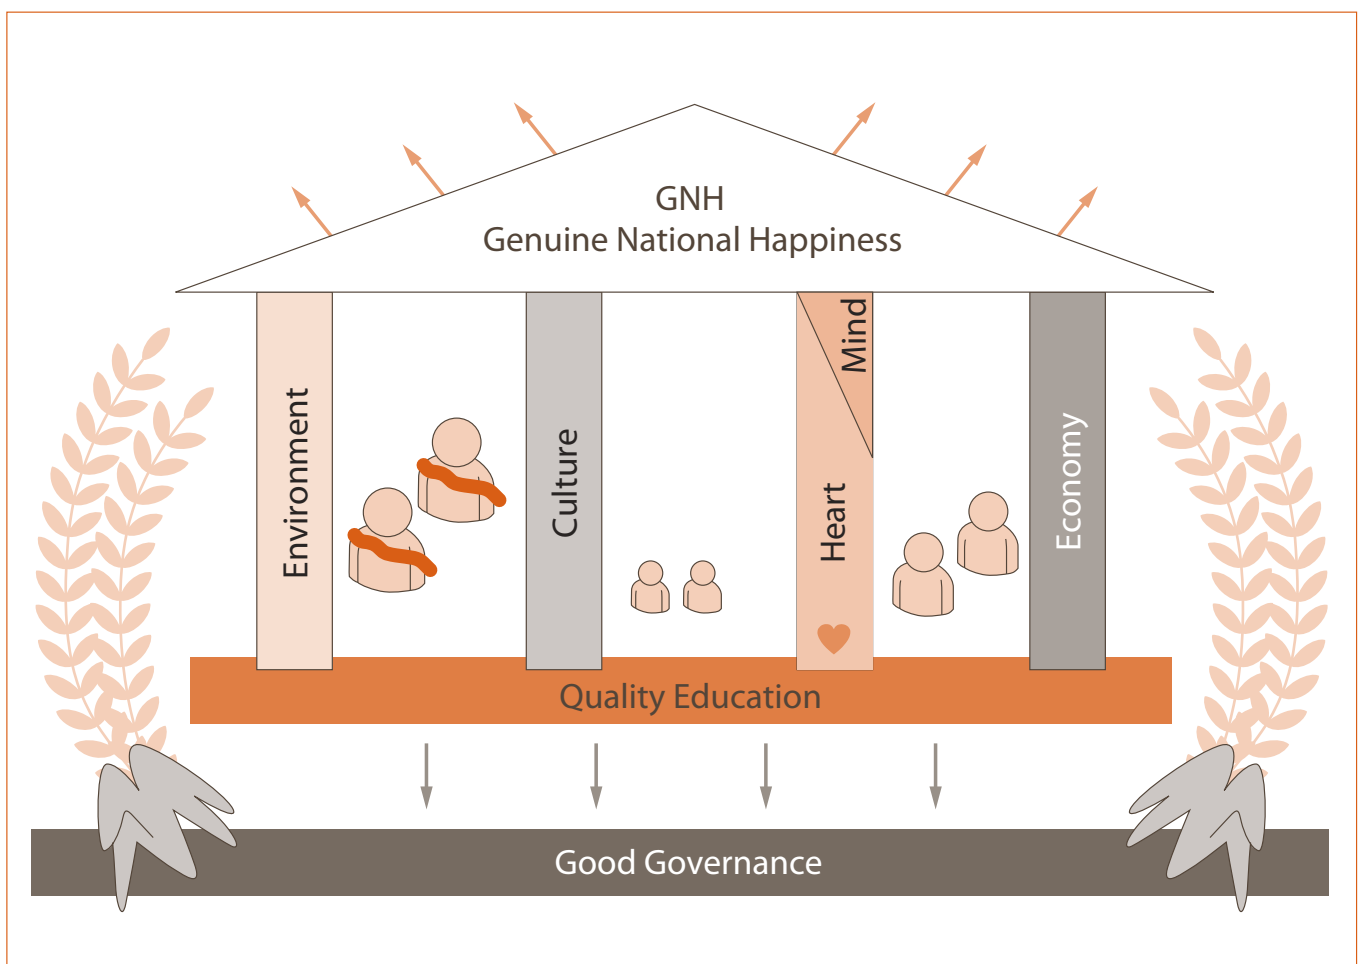 GNH
Genuine National Happiness
Environment
Culture
Mind
Heart
Economy
Quality Education
Good Governance